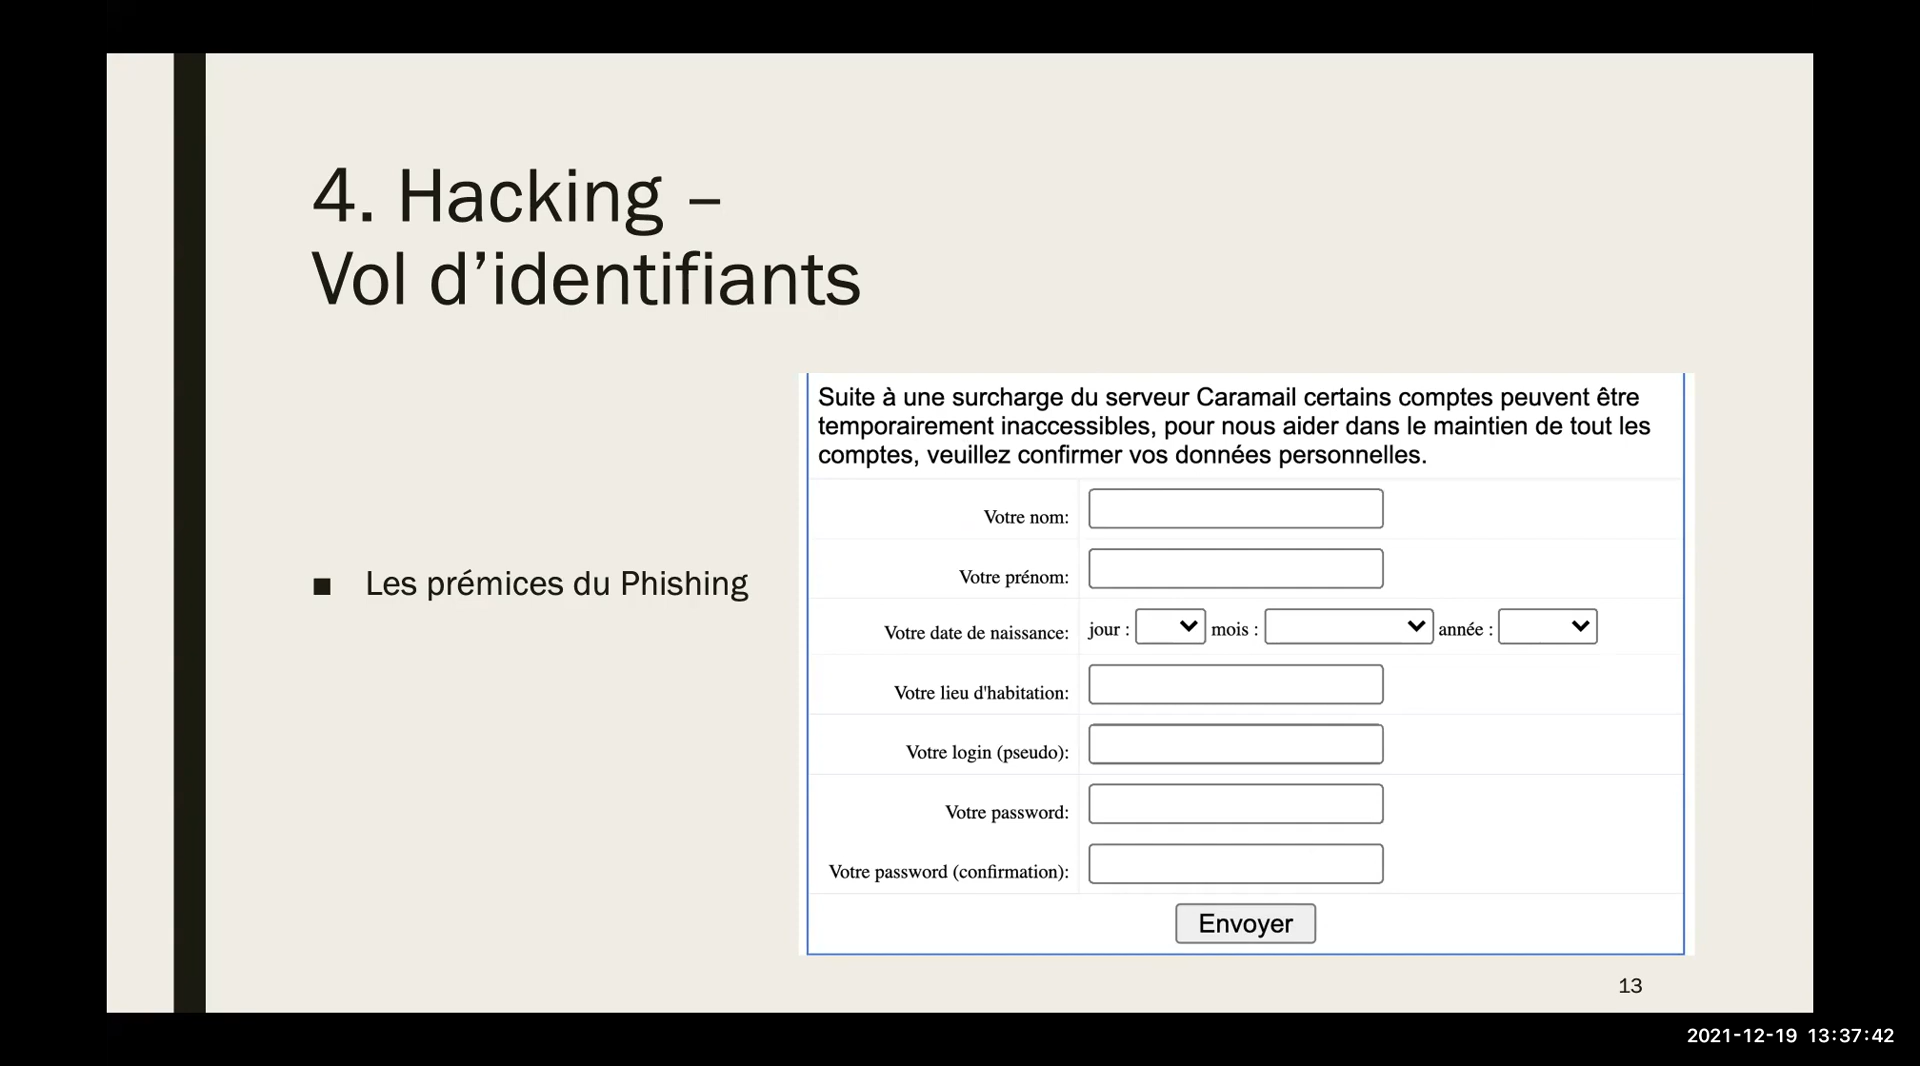 4. Hacking –
Vol d’identifiants
■ Les prémices du Phishing
Suite à une surcharge du serveur Caramail certains comptes peuvent être
temporairement inaccessibles, pour nous aider dans le maintien de tout les
comptes, veuillez confirmer vos données personnelles.
Votre nom:
Votre prénom:
Votre date de naissance: jour : mois : année :
Votre lieu d'habitation:
Votre login (pseudo):
Votre password:
Votre password (confirmation):
Envoyer
13
2021-12-19 13:37:42